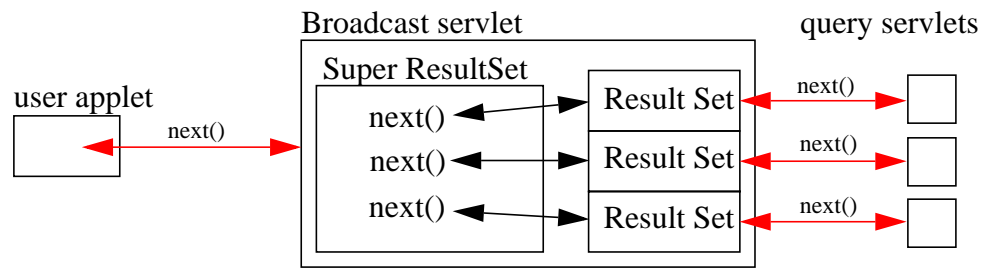 Broadcast servlet
query servlets
Super ResultSet
user applet
next()
next()
next()
next()
Result Set
Result Set
Result Set
next()
next()
next()